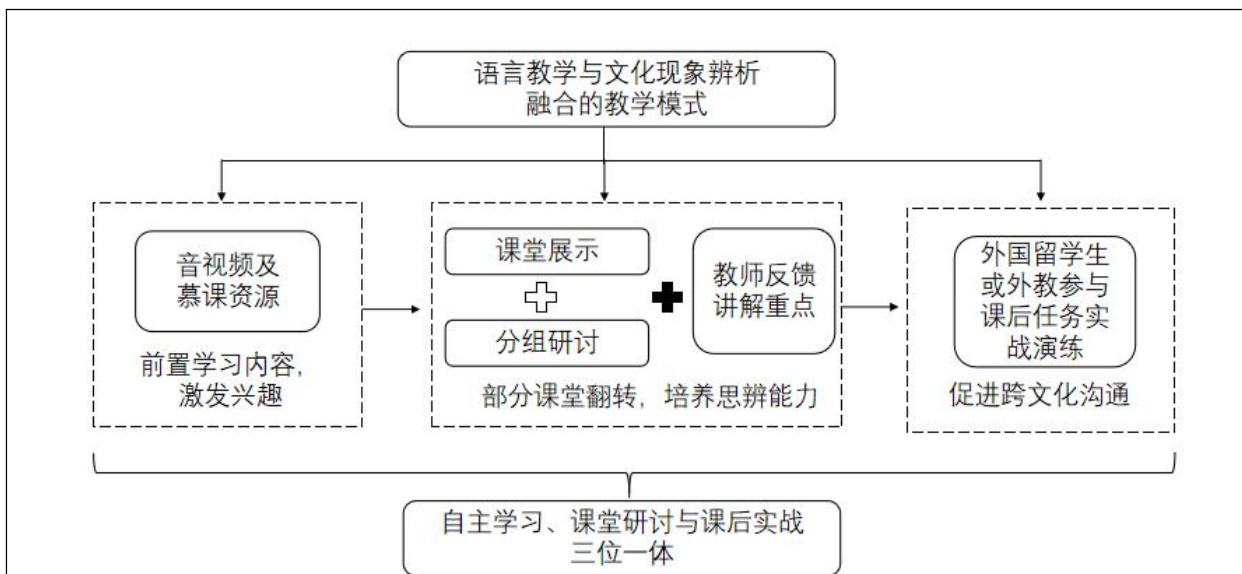 语言教学与文化现象辨析
融合的教学模式
音视频及
慕课资源
前置学习内容，
激发兴趣
课堂展示
分组研讨
教师反馈
讲解重点
部分课堂翻转，培养思辨能力
外国留学生
或外教参与
课后任务实
战演练
促进跨文化沟通
自主学习、课堂研讨与课后实战
三位一体